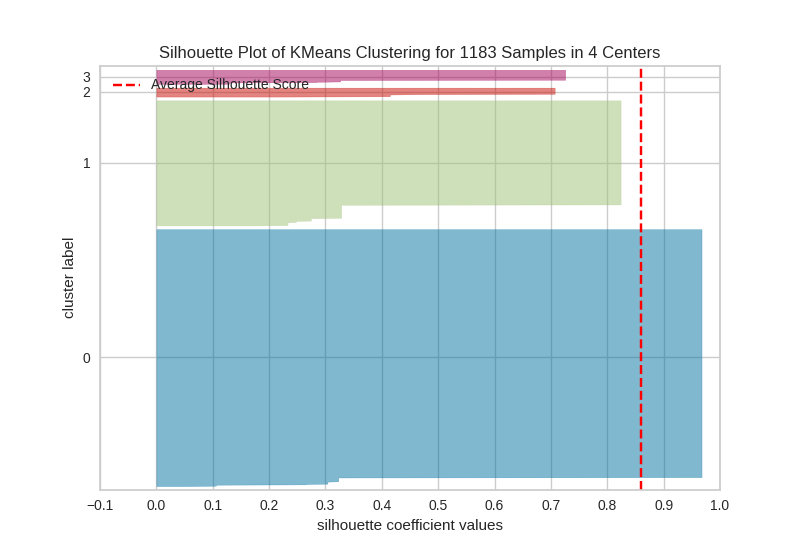 Silhouette Plot of KMeans Clustering for 1183 Samples in 4 Centers
3
Average Silhouette Score
2
1
cluster label
0
−0.1 0.0 0.1 0.2 0.3 0.4 0.5 0.6 0.7 0.8 0.9 1.0
silhouette coefficient values